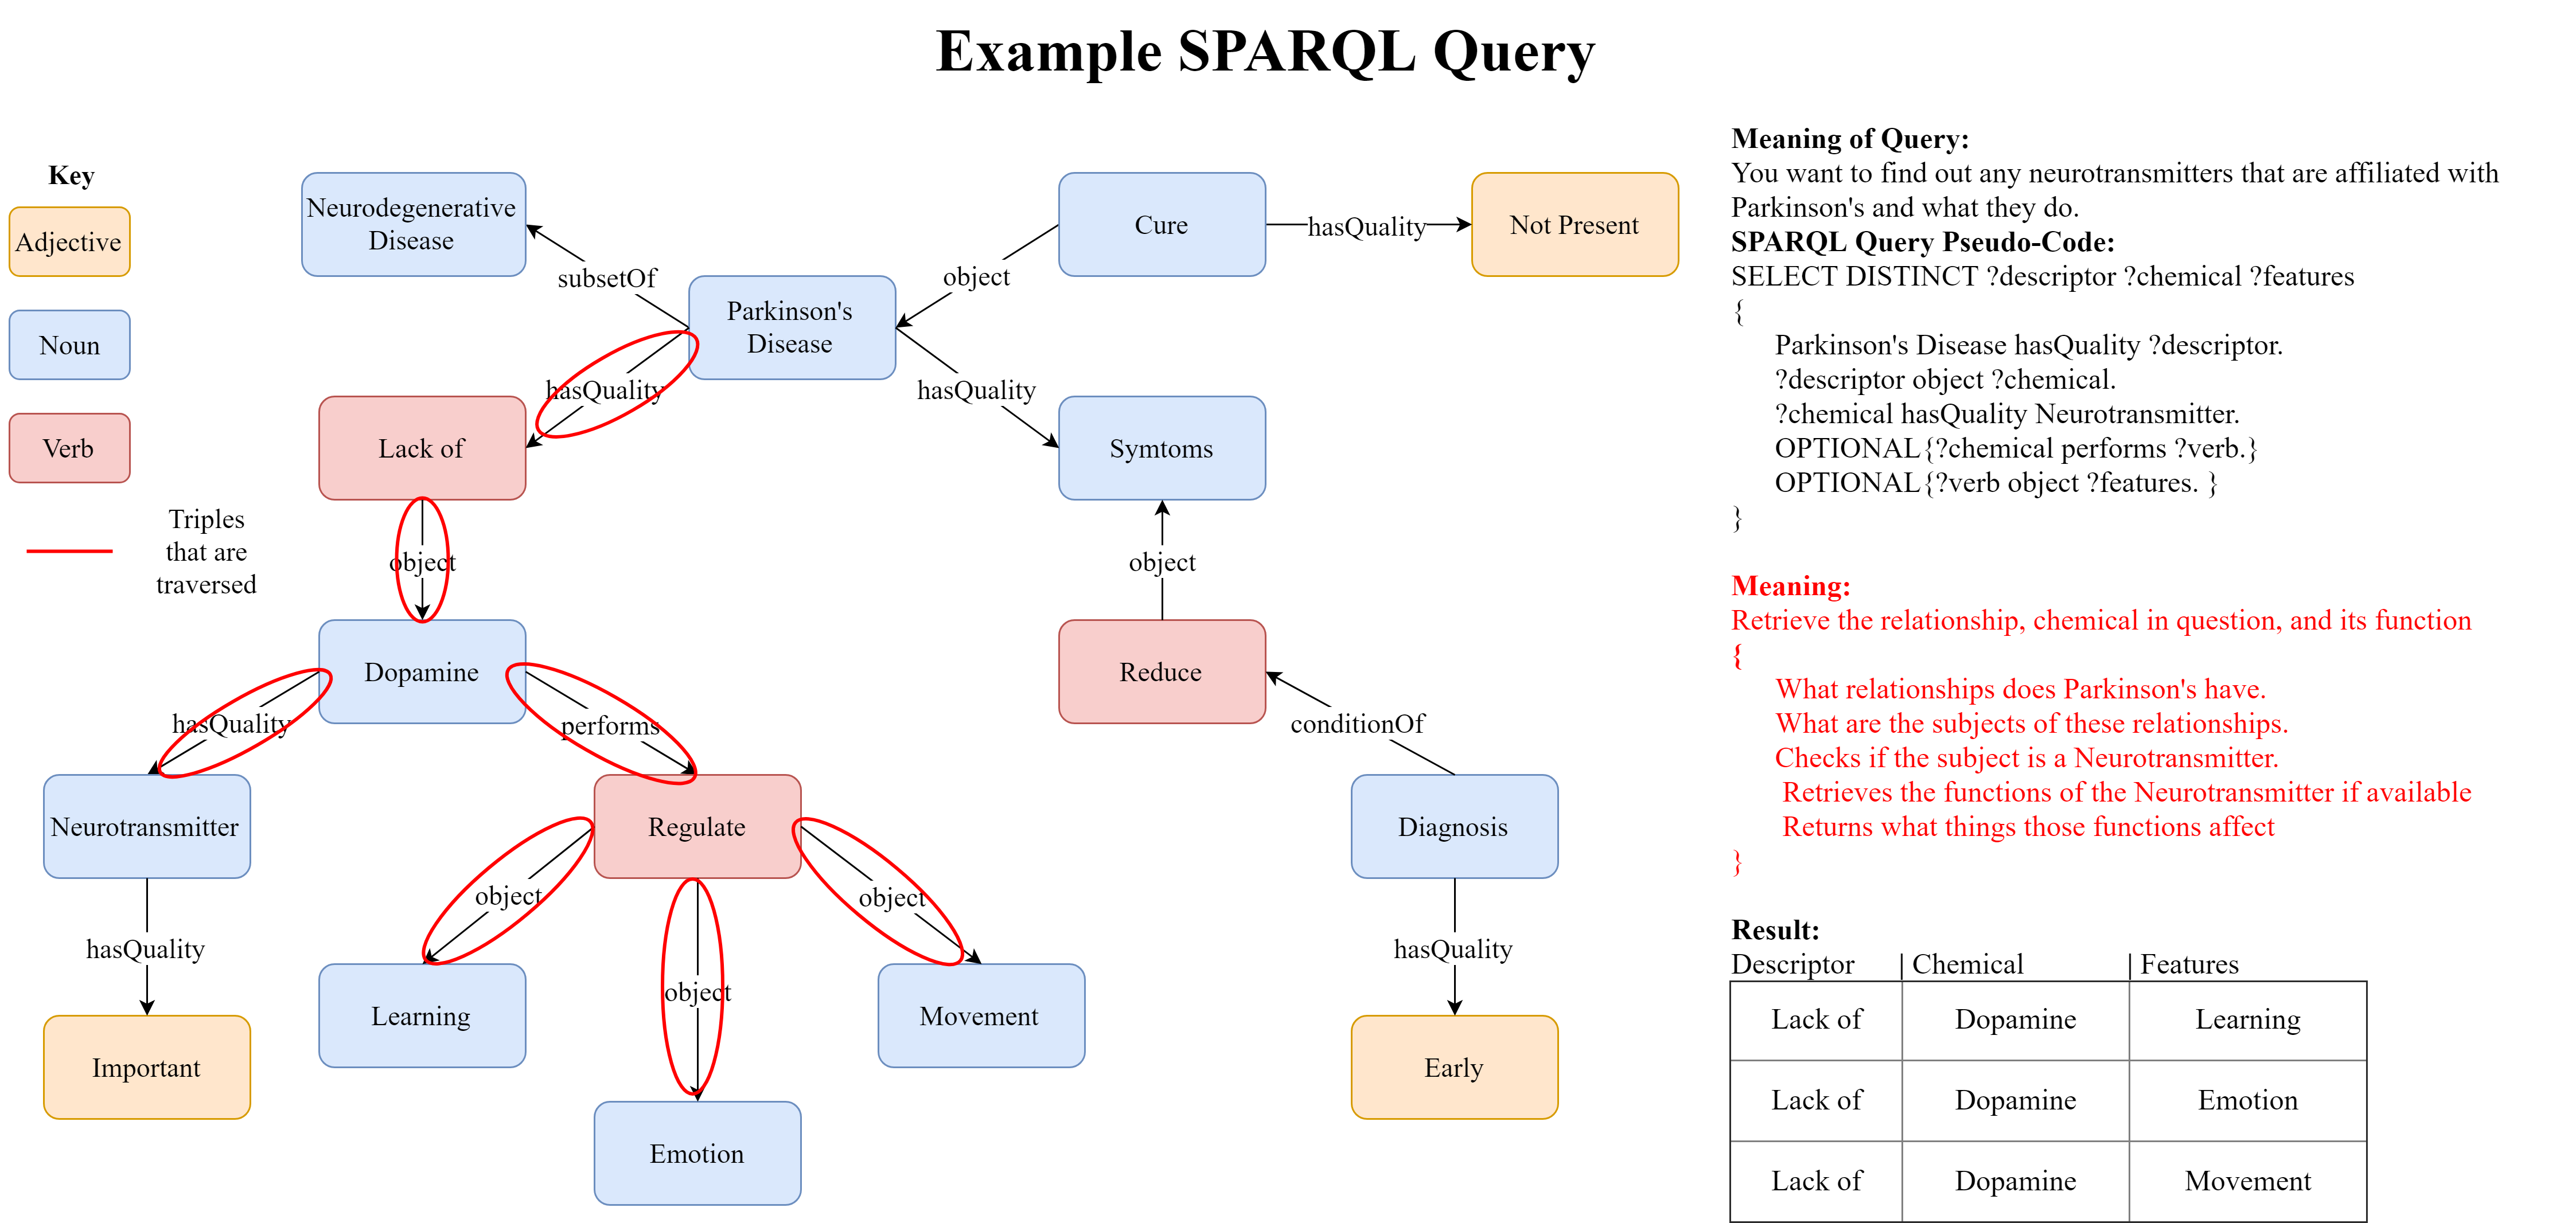 Example SPARQL Query
Key
Adjective
Noun
Verb
Triples
that are
traversed
Neurodegenerative
Disease
subsetOf
Parkinson's
Disease
object
Cure
hasQuality
Not Present
hasQuality
hasQuality
Lack of
Symtoms
object
object
Dopamine
Reduce
hasQuality
performs
conditionOf
Neurotransmitter
Regulate
Diagnosis
object
object
object
hasQuality
hasQuality
Learning
Movement
Important
Early
Emotion
Meaning of Query:
You want to find out any neurotransmitters that are affiliated with
Parkinson's and what they do.
SPARQL Query Pseudo-Code:
SELECT DISTINCT ?descriptor ?chemical ?features
{
Parkinson's Disease hasQuality ?descriptor.
?descriptor object ?chemical.
?chemical hasQuality Neurotransmitter.
OPTIONAL{?chemical performs ?verb.}
OPTIONAL{?verb object ?features. }
}
Meaning:
Retrieve the relationship, chemical in question, and its function
{
What relationships does Parkinson's have.
What are the subjects of these relationships.
Checks if the subject is a Neurotransmitter.
Retrieves the functions of the Neurotransmitter if available
Returns what things those functions affect
}
Result:
Descriptor | Chemical | Features
Lack of Dopamine Learning
Lack of Dopamine Emotion
Lack of Dopamine Movement